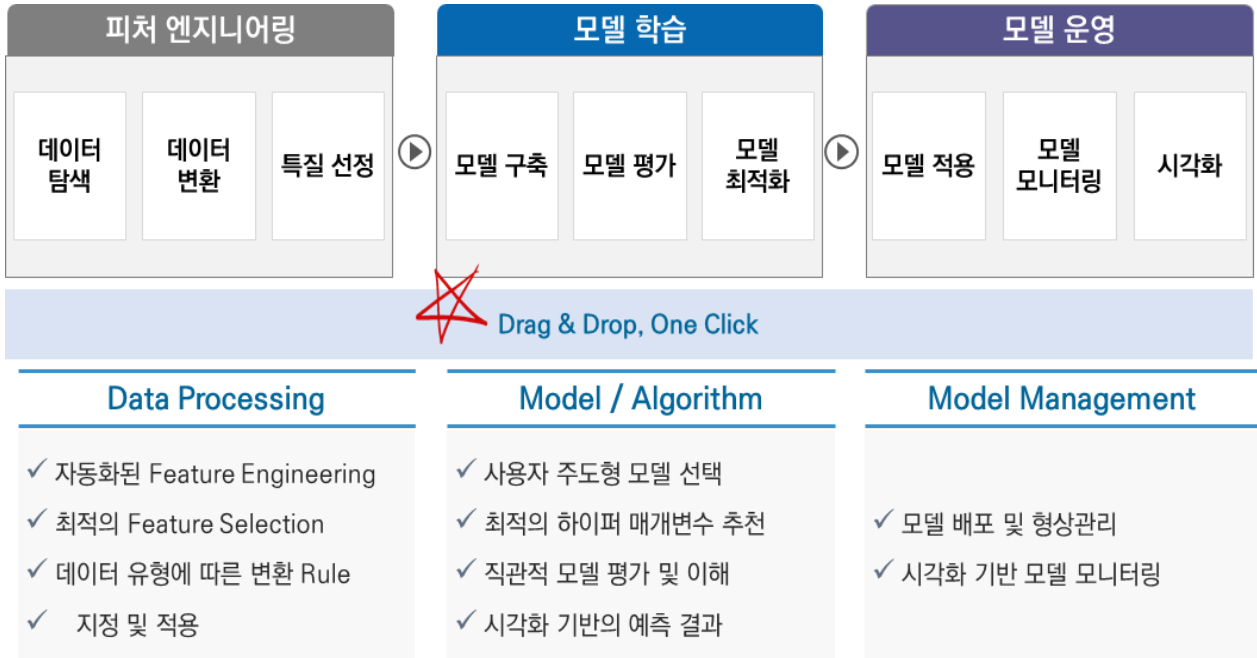 피처 엔지니어링
데이터
탐색
데이터
변환
특질 선정
모델 학습
모델 구축
모델 평가
모델
최적화
모델 운영
모델 적용
모델
모니터링
시각화
Drag & Drop, One Click
Data Processing
✓ 자동화된 Feature Engineering
✓ 최적의 Feature Selection
✓ 데이터 유형에 따른 변환 Rule
✓ 지정 및 적용
Model / Algorithm
✓ 사용자 주도형 모델 선택
✓ 최적의 하이퍼 매개변수 추천
✓ 직관적 모델 평가 및 이해
✓ 시각화 기반의 예측 결과
Model Management
✓ 모델 배포 및 형상관리
✓ 시각화 기반 모델 모니터링